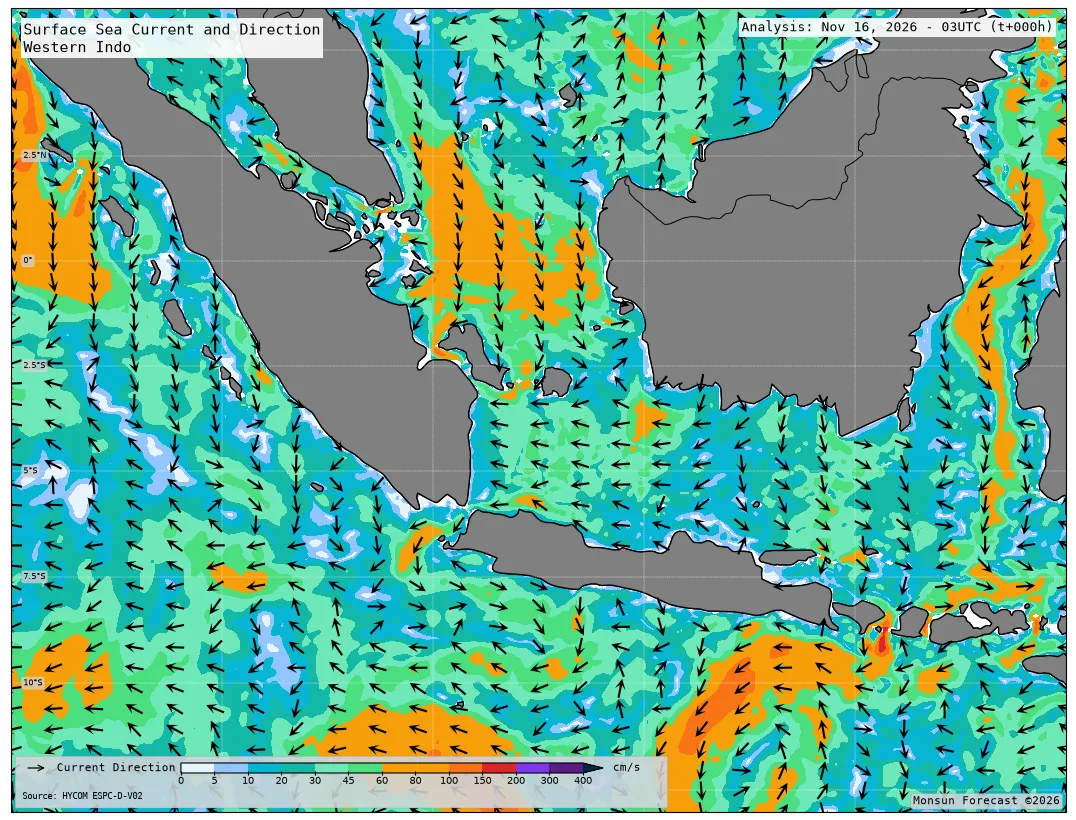 Surface Sea Current and Direction
Western Indo
Analysis: Nov 16, 2026 - 03UTC (t+000h)
2.5°N
0°
2.5°S
5°S
7.5°S
10°S
Current Direction
0 5 10 20 30 45 60 80 100 150 200 300 400
cm/s
Source: HYCOM ESPC-D-V02
Monsun Forecast ©2026